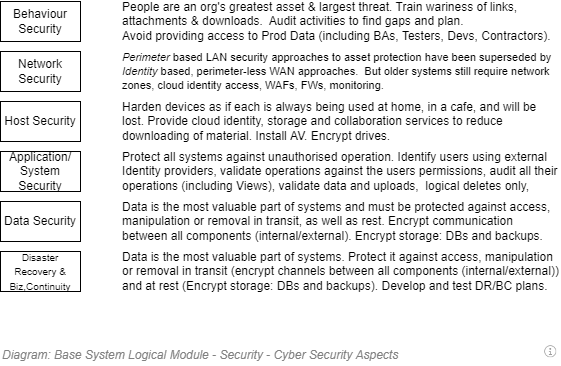 Behaviour
Security
People are an org's greatest asset & largest threat. Train wariness of links,
attachments & downloads.  Audit activities to find gaps and plan.
Avoid providing access to Prod Data (including BAs, Testers, Devs, Contractors).
Network
Security
Perimeter based LAN security approaches to asset protection have been superseded by
Identity based, perimeter-less WAN approaches.  But older systems still require network
zones, cloud identity access, WAFs, FWs, monitoring.
Host Security
Harden devices as if each is always being used at home, in a cafe, and will be
lost. Provide cloud identity, storage and collaboration services to reduce
downloading of material. Install AV. Encrypt drives.
Application/
System
Security
Protect all systems against unauthorised operation. Identify users using external
Identity providers, validate operations against the users permissions, audit all their
operations (including Views), validate data and uploads,  logical deletes only,
Data Security
Data is the most valuable part of systems and must be protected against access,
manipulation or removal in transit, as well as rest. Encrypt communication
between all components (internal/external). Encrypt storage: DBs and backups.
Disaster
Recovery &
Biz,Continuity
Data is the most valuable part of systems. Protect it against access, manipulation
or removal in transit (encrypt channels between all components (internal/external))
and at rest (Encrypt storage: DBs and backups). Develop and test DR/BC plans.
Diagram: Base System Logical Module - Security - Cyber Security Aspects